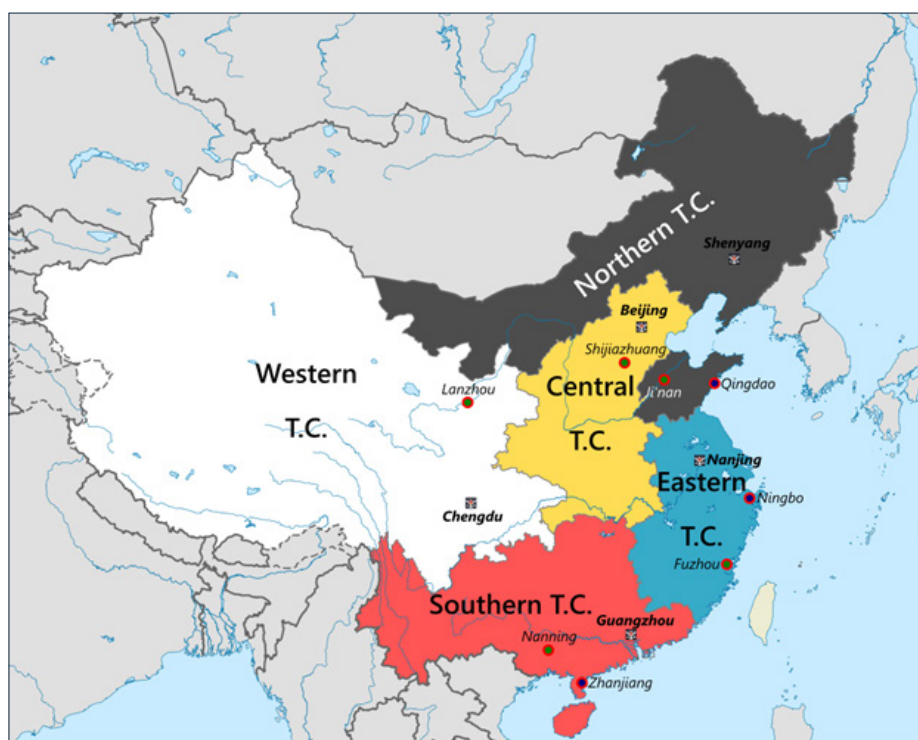 Northern T.C.
Shenyang
Beijing
Shijiazhuang
Western
Central
Ji'nan
Qingdao
Lanzhou
T.C.
T.C.
Nanjing
Eastern
Ningbo
Chengdu
T.C.
Fuzhou
Southern T.C.
Guangzhou
Nanning
Zhanjiang